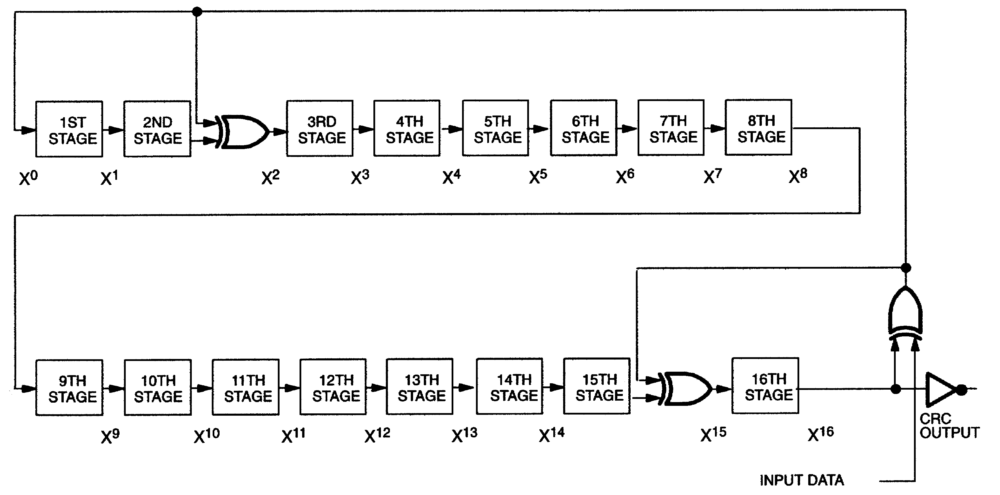 1ST
STAGE
2ND
STAGE
3RD
STAGE
4TH
STAGE
5TH
STAGE
6TH
STAGE
7TH
STAGE
8TH
STAGE
X0
X1
X2
X3
X4
X5
X6
X7
X8
9TH
STAGE
10TH
STAGE
11TH
STAGE
12TH
STAGE
13TH
STAGE
14TH
STAGE
15TH
STAGE
16TH
STAGE
CRC
OUTPUT
X9
X10
X11
X12
X13
X14
X15
X16
INPUT DATA